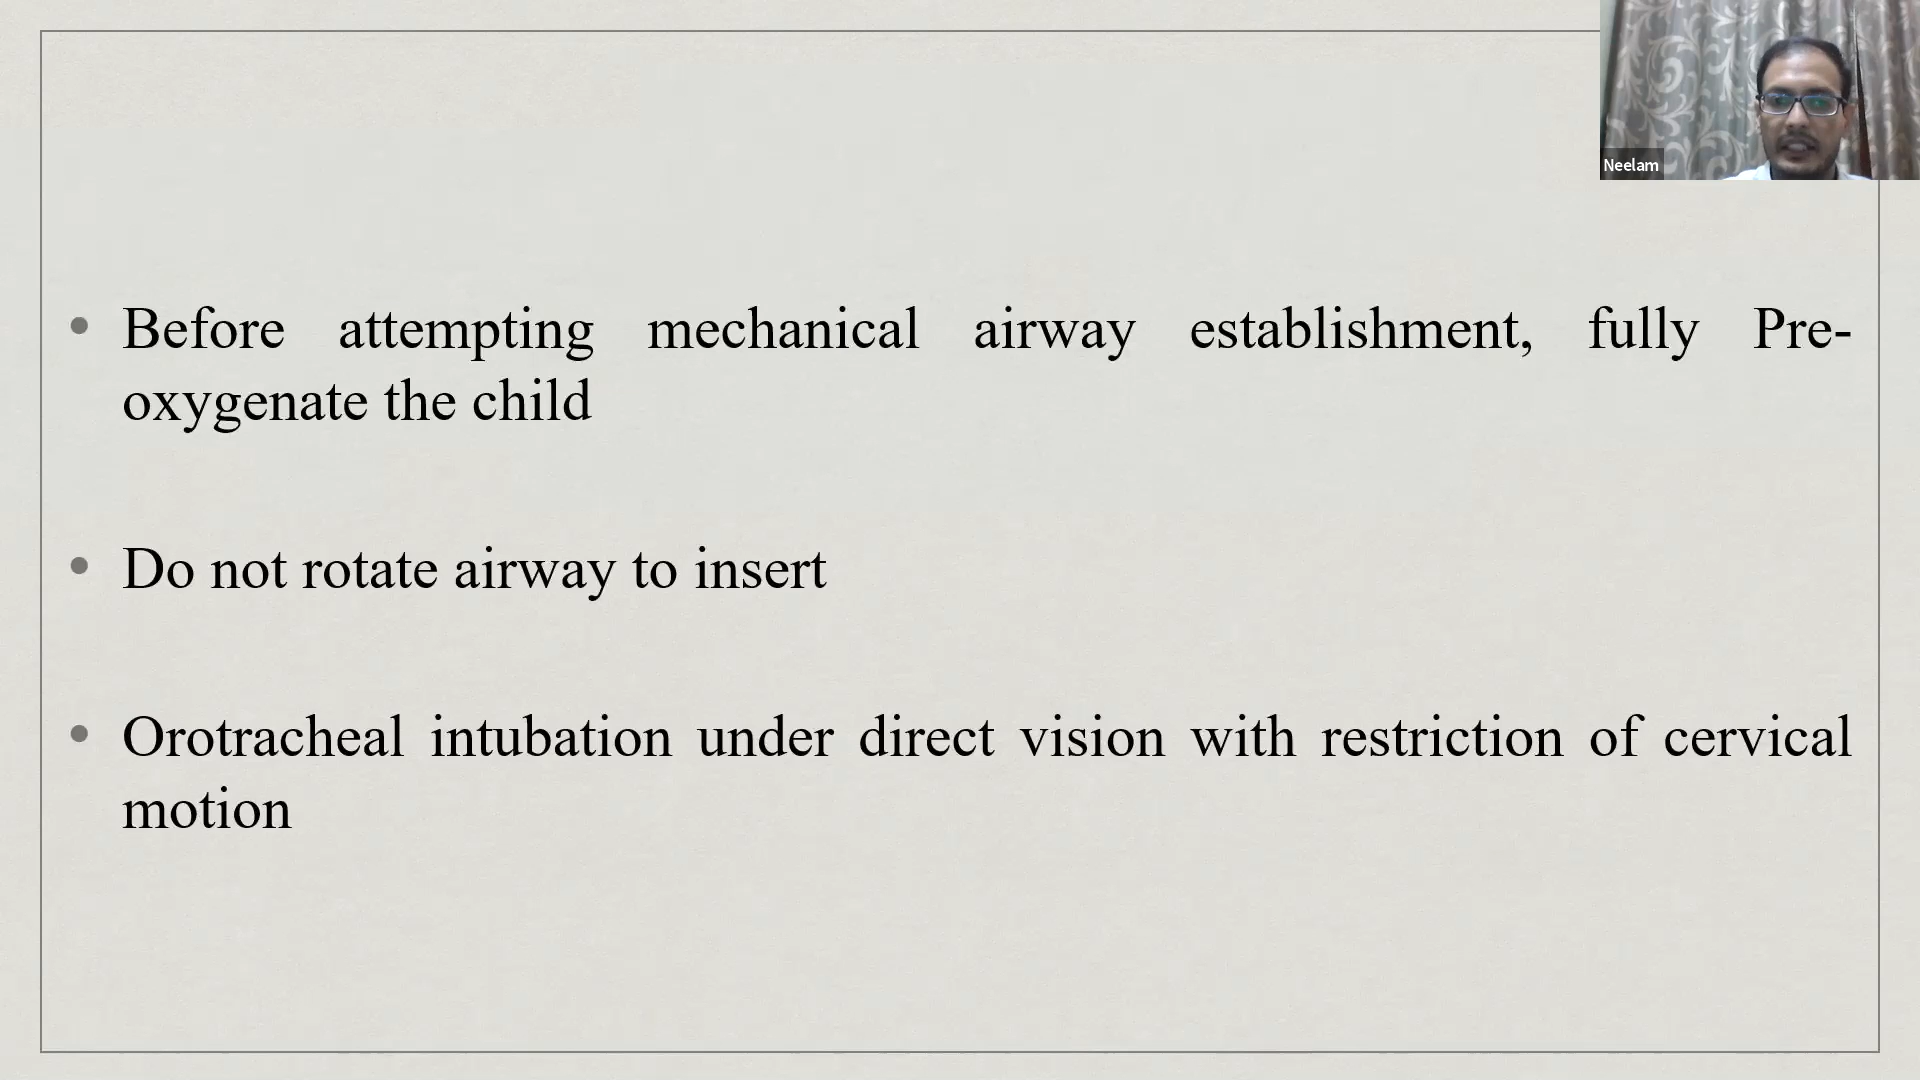 Neelam
• Before attempting mechanical airway establishment, fully Pre-
oxygenate the child
• Do not rotate airway to insert
• Orotracheal intubation under direct vision with restriction of cervical
motion